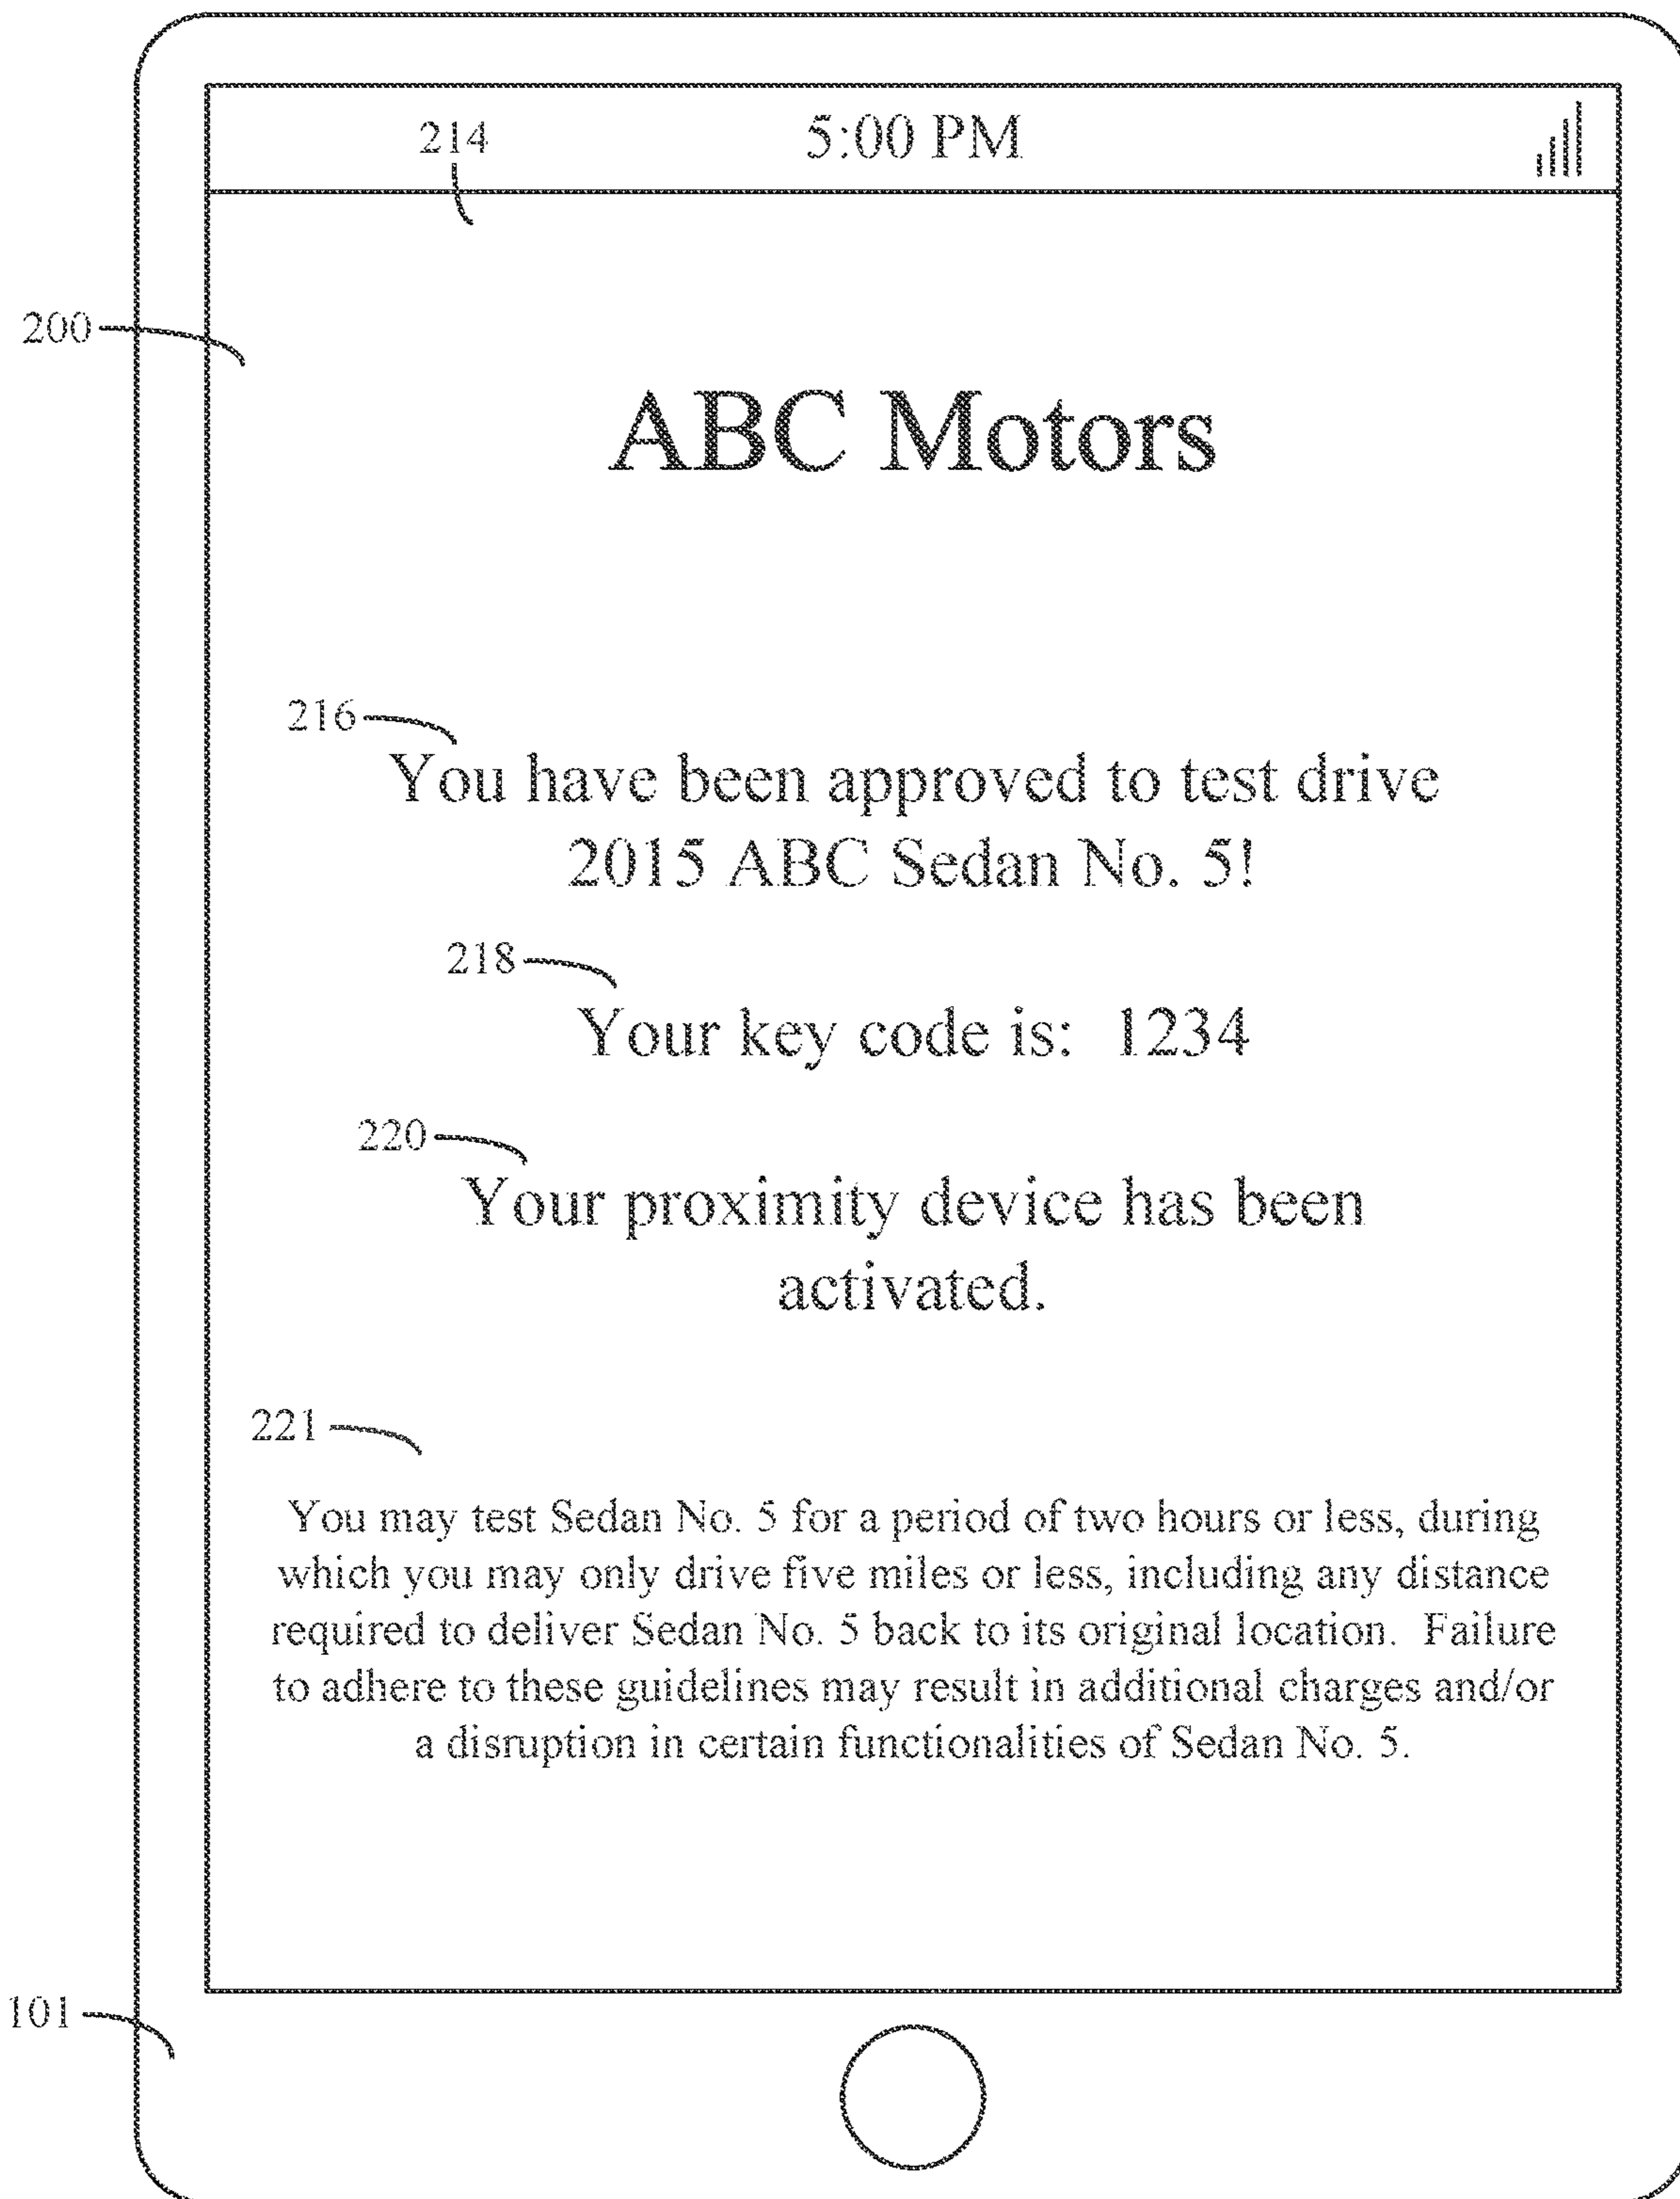 214
5:00 PM
200
ABC Motors
216
You have been approved to test drive
2015 ABC Sedan No. 5!
218
Your key code is:  1234
220
Your proximity device has been
activated.
221
You may test Sedan No. 5 for a period of two hours or less, during
which you may only drive five miles or less, including any distance
required to deliver Sedan No. 5 back to its original location.  Failure
to adhere to these guidelines may result in additional charges and/or
a disruption in certain functionalities of Sedan No. 5.
101